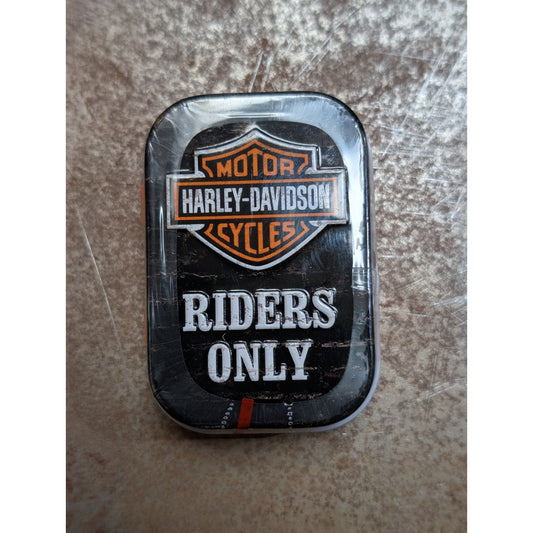 MOTOR
HARLEY-DAVIDSON
CYCLES
RIDERS
ONLY